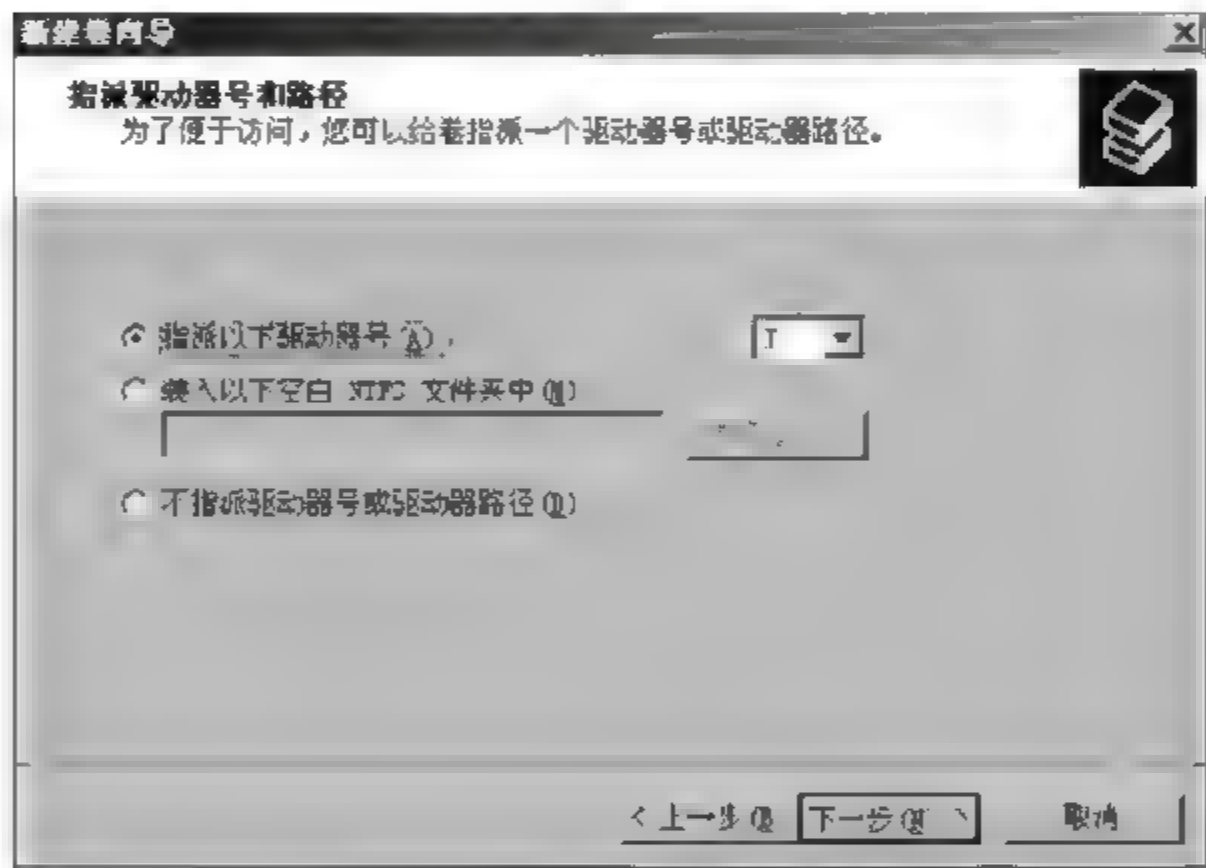 新建卷向导
指派驱动器号和路径
为了便于访问，您可以给卷指派一个驱动器号或驱动器路径。
指派以下驱动器号(A):
装入以下空白 NTFS 文件夹中(M)
不指派驱动器号或驱动器路径(D)
< 上一步(B) 下一步(N) > 取消